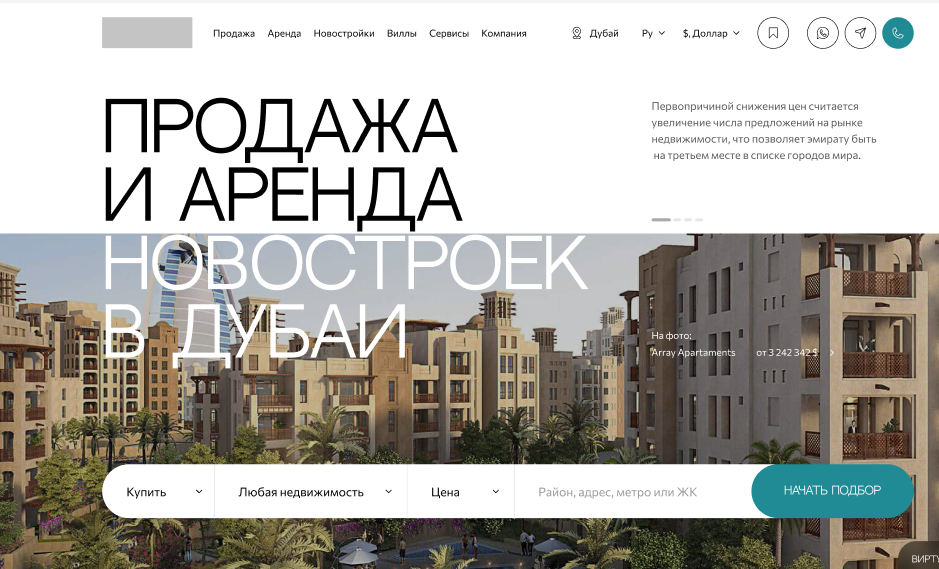 Продажа Аренда Новостройки Виллы Сервисы Компания Дубай Ру $, Доллар
ПРОДАЖА
И АРЕНДА
НОВОСТРОЕК
В ДУБАИ
Первопричиной снижения цен считается
увеличение числа предложений на рынке
недвижимости, что позволяет эмирату быть
на третьем месте в списке городов мира.
На фото:
Array Apartaments от 3 242 342 $
Купить Любая недвижимость Цена Район, адрес, метро или ЖК НАЧАТЬ ПОДБОР